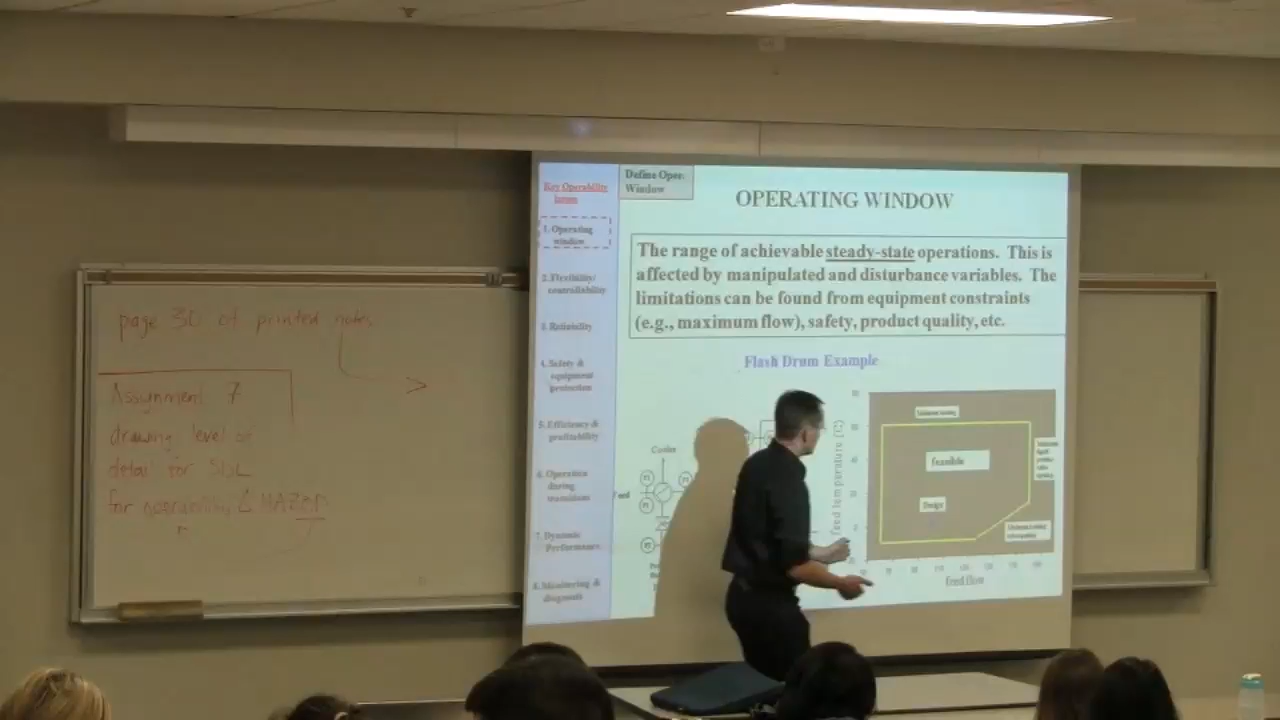 page 30 of printed notes
Assignment 7
drawing level of
detail for SDL
for operability & HAZOP
Key Operability
issues
1. Operating
window
2. Flexibility/
controllability
3. Reliability
4. Safety &
equipment
protection
5. Efficiency &
profitability
6. Operation
during
transitions
7. Dynamic
Performance
8. Monitoring &
diagnosis
Define Oper.
Window
OPERATING WINDOW
The range of achievable steady-state operations. This is
affected by manipulated and disturbance variables. The
limitations can be found from equipment constraints
(e.g., maximum flow), safety, product quality, etc.
Flash Drum Example
feed temperature (C)
Feasible
Design
feed flow